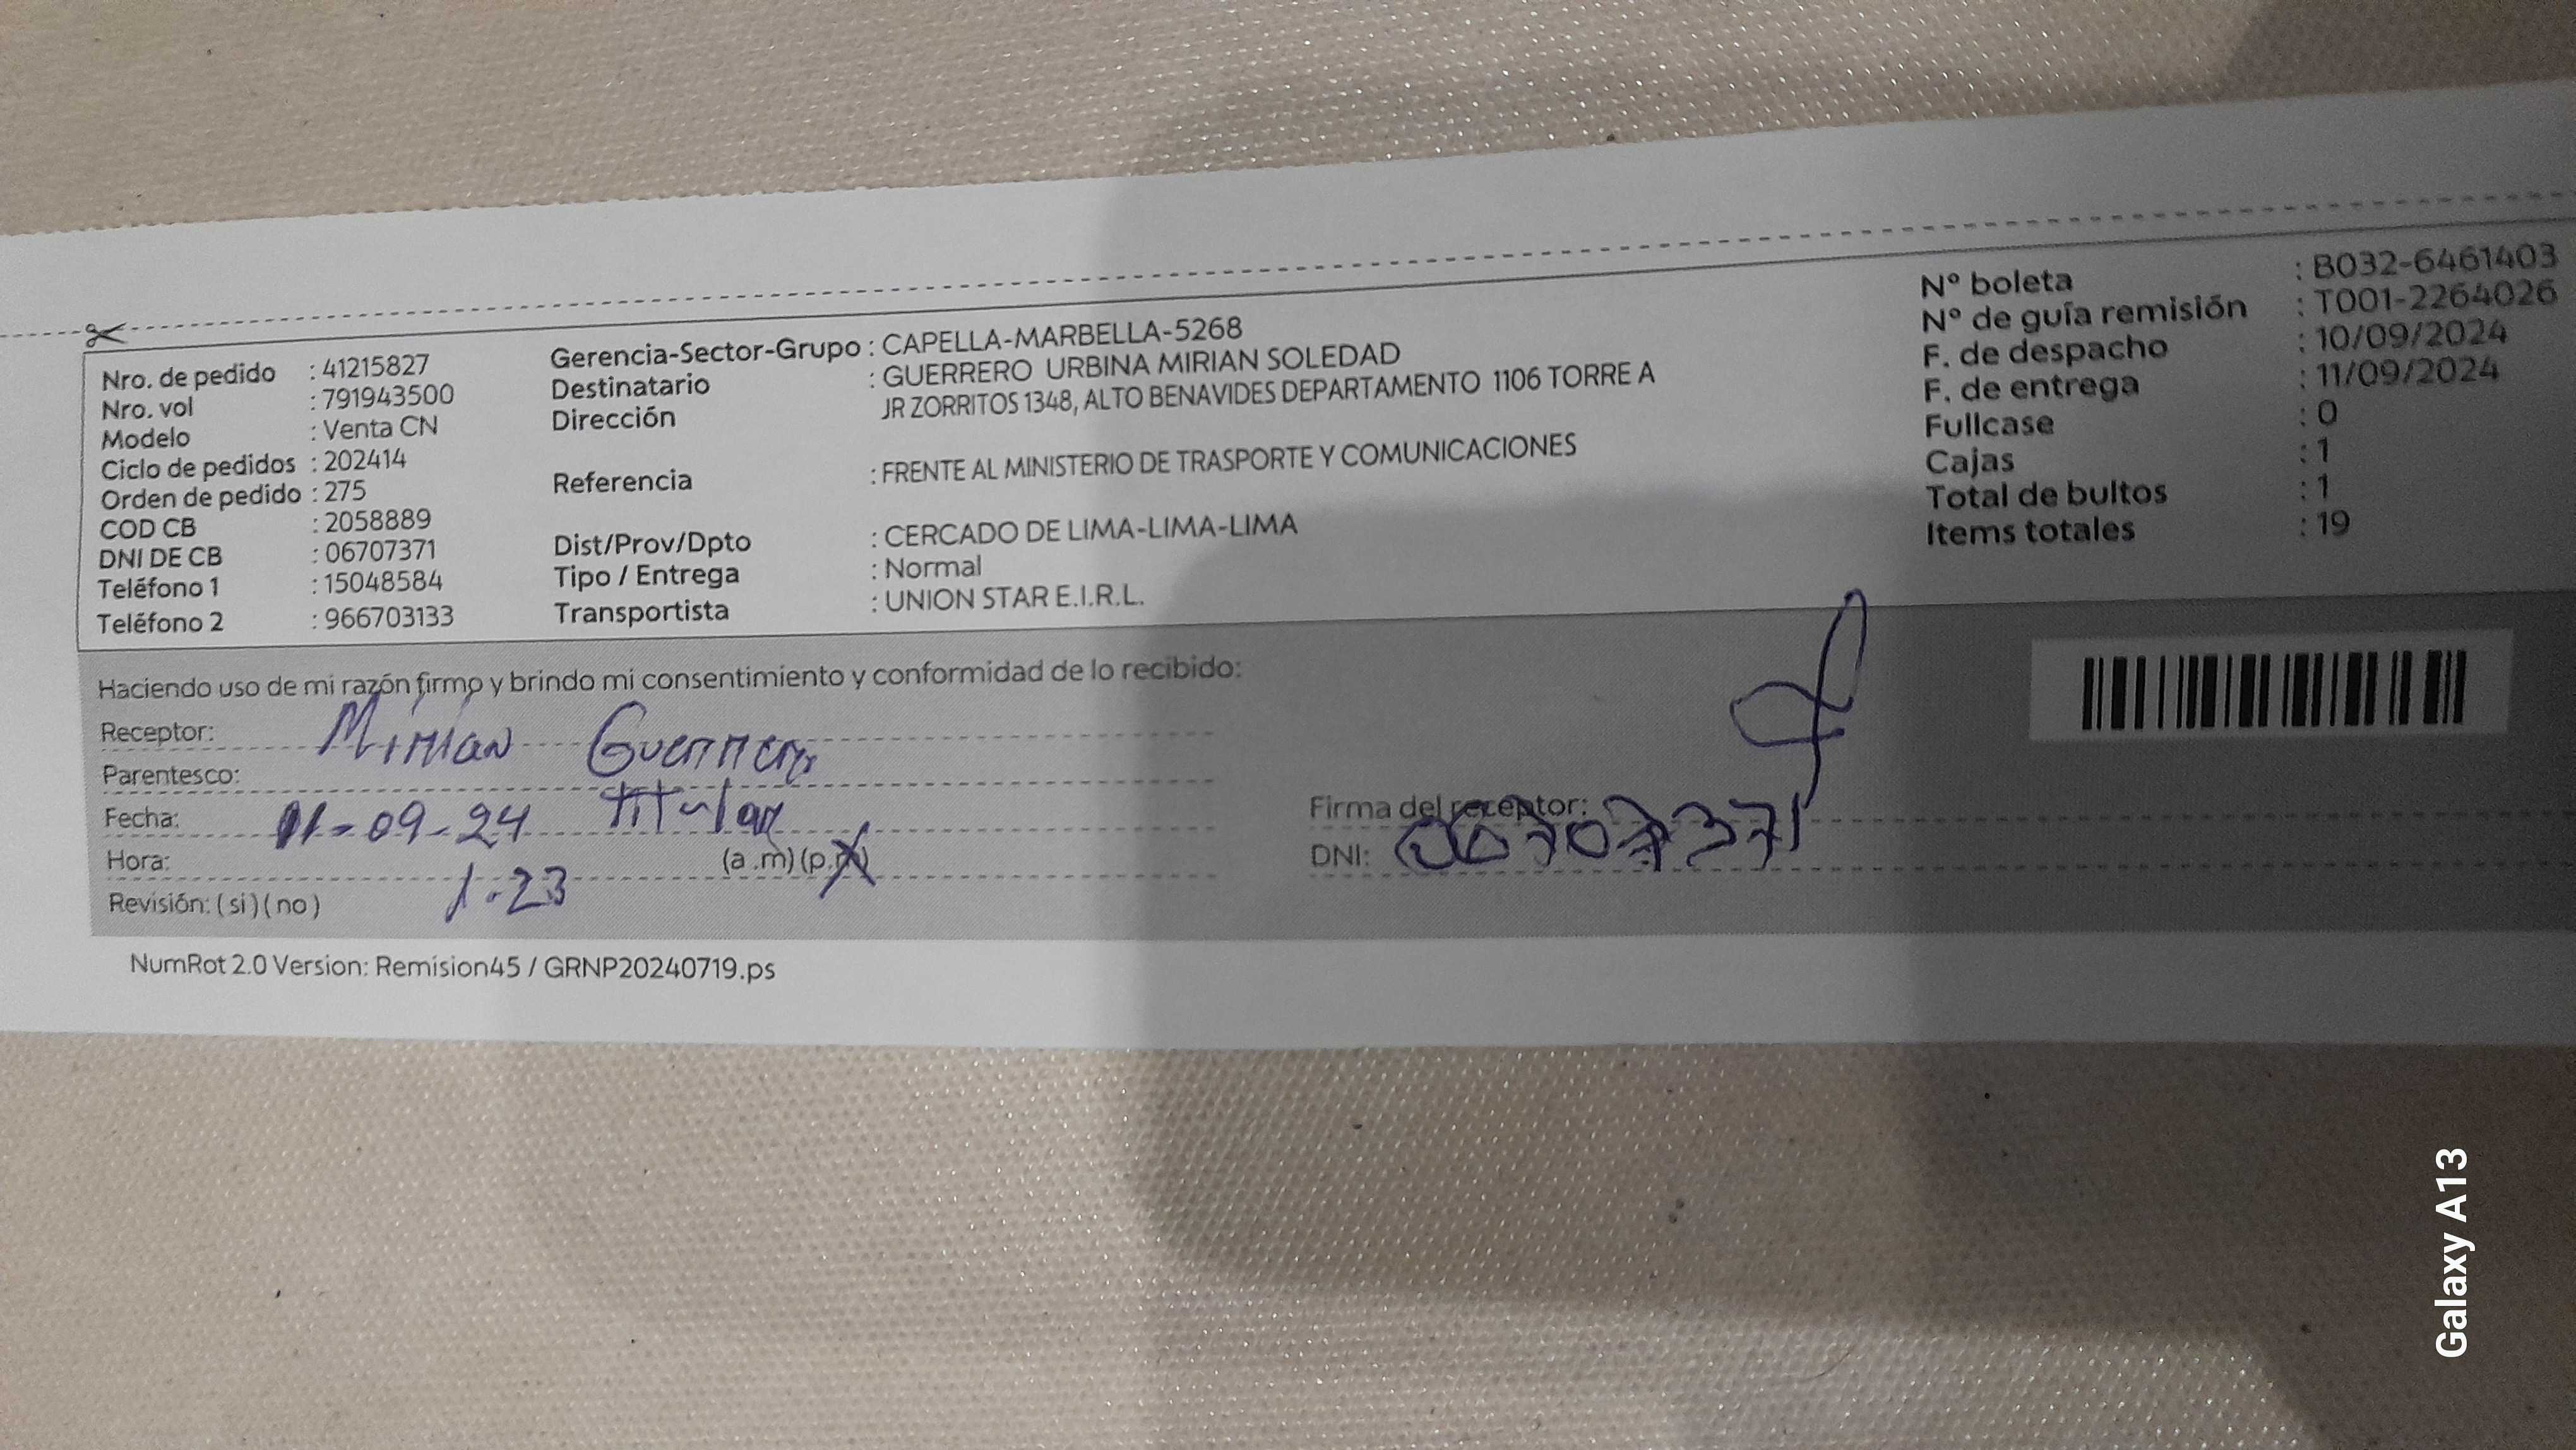 Nro. de pedido : 41215827
Nro. vol : 791943500
Modelo : Venta CN
Ciclo de pedidos : 202414
Orden de pedido : 275
COD CB : 2058889
DNI DE CB : 06707371
Teléfono 1 : 15048584
Teléfono 2 : 966703133
Gerencia-Sector-Grupo : CAPELLA-MARBELLA-5268
Destinatario : GUERRERO URBINA MIRIAN SOLEDAD
Dirección JR ZORRITOS 1348, ALTO BENAVIDES DEPARTAMENTO 1106 TORRE A
Referencia : FRENTE AL MINISTERIO DE TRASPORTE Y COMUNICACIONES
Dist/Prov/Dpto : CERCADO DE LIMA-LIMA-LIMA
Tipo / Entrega : Normal
Transportista : UNION STAR E.I.R.L.
N° boleta : B032-6461403
N° de guía remisión : T001-2264026
F. de despacho : 10/09/2024
F. de entrega : 11/09/2024
Fullcase : 0
Cajas : 1
Total de bultos : 1
Items totales : 19
Haciendo uso de mi razón firmo y brindo mi consentimiento y conformidad de lo recibido:
Receptor: Mirian Guerrero
Parentesco: Titular
Fecha: 11-09-24
Hora: 1.23 (a.m)(p.m)
Revisión: (si)(no)
Firma del receptor:
DNI: 06707371
NumRot 2.0 Version: Remision45 / GRNP20240719.ps
Galaxy A13